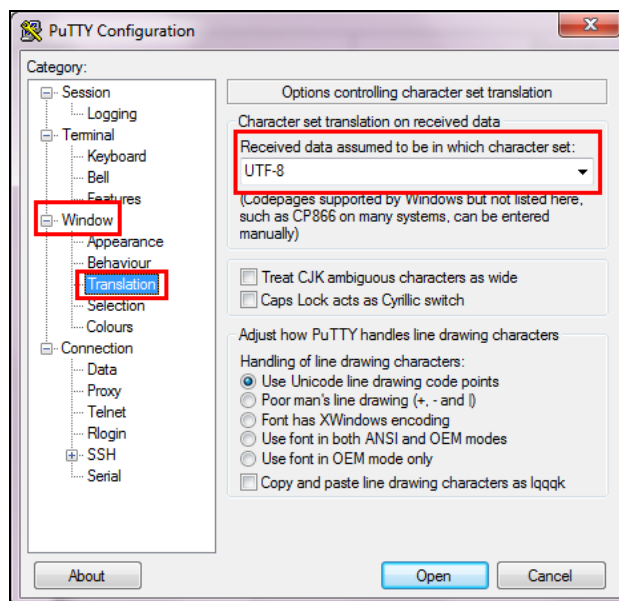 PuTTY Configuration
Category:
Session
Logging
Terminal
Keyboard
Bell
Features
Window
Appearance
Behaviour
Translation
Selection
Colours
Connection
Data
Proxy
Telnet
Rlogin
SSH
Serial
Options controlling character set translation
Character set translation on received data
Received data assumed to be in which character set:
UTF-8
(Codepages supported by Windows but not listed here,
such as CP866 on many systems, can be entered
manually)
Treat CJK ambiguous characters as wide
Caps Lock acts as Cyrillic switch
Adjust how PuTTY handles line drawing characters
Handling of line drawing characters:
Use Unicode line drawing code points
Poor man's line drawing (+, - and |)
Font has XWindows encoding
Use font in both ANSI and OEM modes
Use font in OEM mode only
Copy and paste line drawing characters as lqqqk
About
Open
Cancel